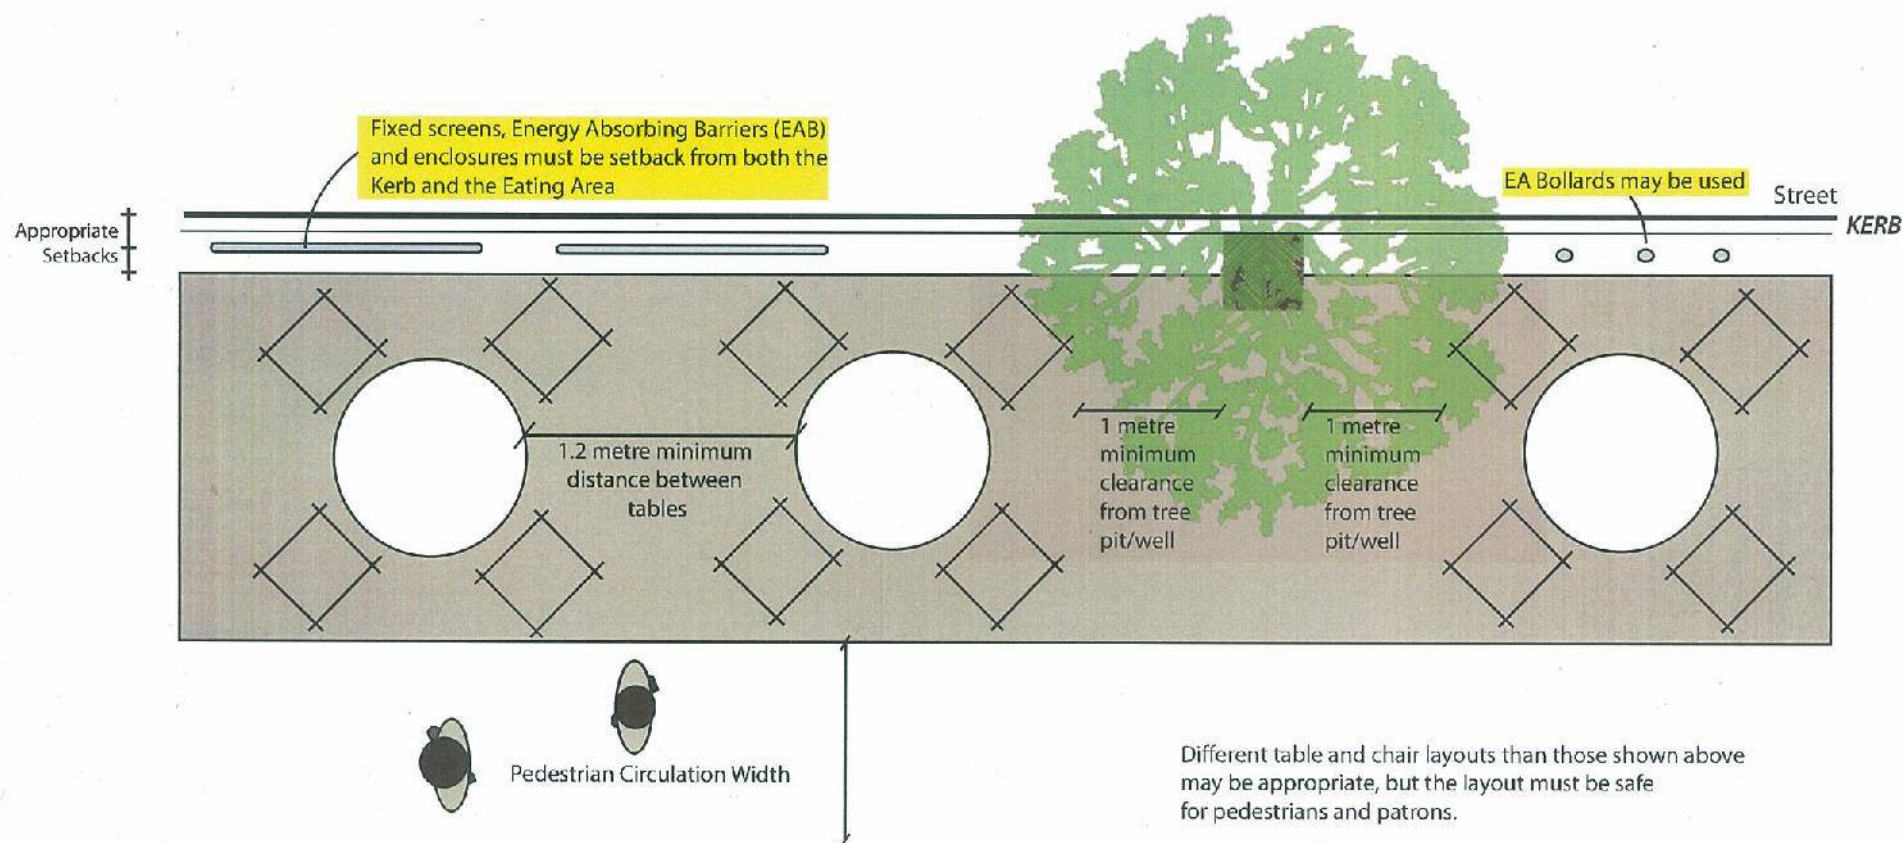 Fixed screens, Energy Absorbing Barriers (EAB)
and enclosures must be setback from both the
Kerb and the Eating Area
EA Bollards may be used
Street
KERB
Appropriate
Setbacks
1.2 metre minimum
distance between
tables
1 metre
minimum
clearance
from tree
pit/well
1 metre
minimum
clearance
from tree
pit/well
Pedestrian Circulation Width
Different table and chair layouts than those shown above
may be appropriate, but the layout must be safe
for pedestrians and patrons.